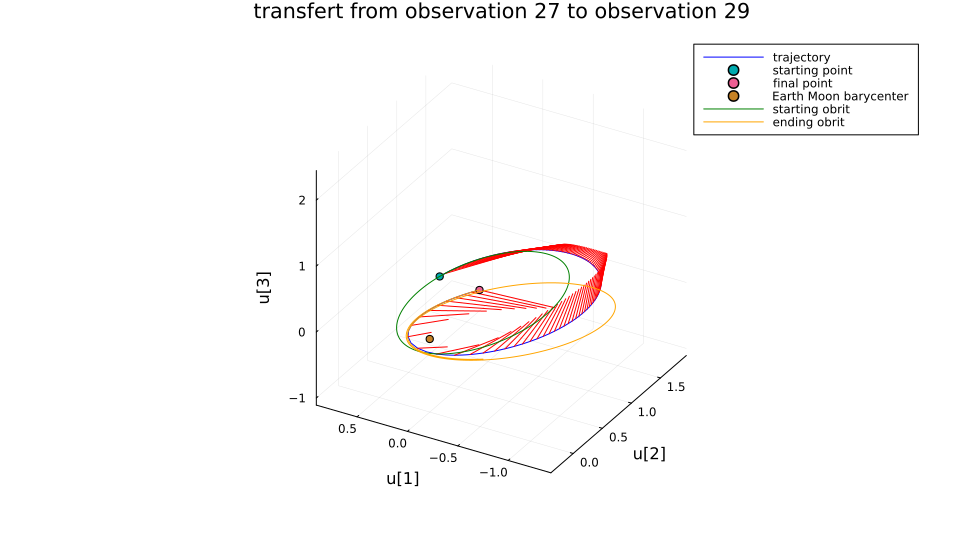 transfert from observation 27 to observation 29
trajectory
starting point
final point
Earth Moon barycenter
starting obrit
ending obrit
2
1
0
−1
u[3]
0.5
0.0
−0.5
−1.0
u[1]
0.0
0.5
1.0
1.5
u[2]